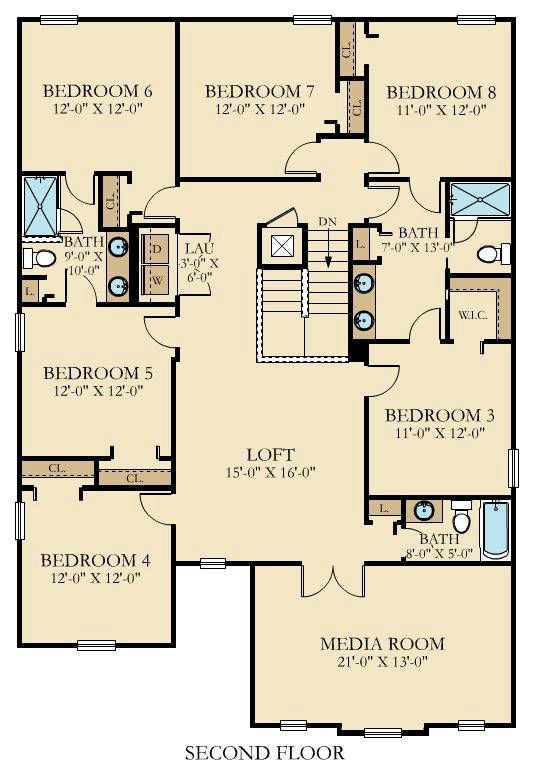 CL.
BEDROOM 6
12'-0" X 12'-0"
BEDROOM 7
12'-0" X 12'-0"
CL.
BEDROOM 8
11'-0" X 12'-0"
CL.
BATH
9'-0" X
10'-0"
L.
D
W
LAU
3'-0" X
6'-0"
DN
L.
BATH
7'-0" X 13'-0"
W.I.C.
BEDROOM 5
12'-0" X 12'-0"
BEDROOM 3
11'-0" X 12'-0"
LOFT
15'-0" X 16'-0"
CL.
CL.
L.
BATH
8'-0" X 5'-0"
BEDROOM 4
12'-0" X 12'-0"
MEDIA ROOM
21'-0" X 13'-0"
SECOND FLOOR